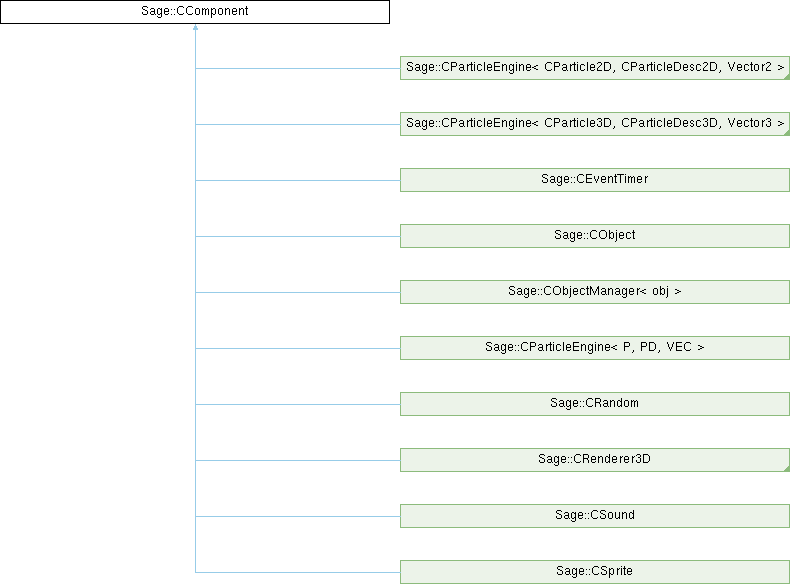 Sage::CComponent
Sage::CParticleEngine< CParticle2D, CParticleDesc2D, Vector2 >
Sage::CParticleEngine< CParticle3D, CParticleDesc3D, Vector3 >
Sage::CEventTimer
Sage::CObject
Sage::CObjectManager< obj >
Sage::CParticleEngine< P, PD, VEC >
Sage::CRandom
Sage::CRenderer3D
Sage::CSound
Sage::CSprite